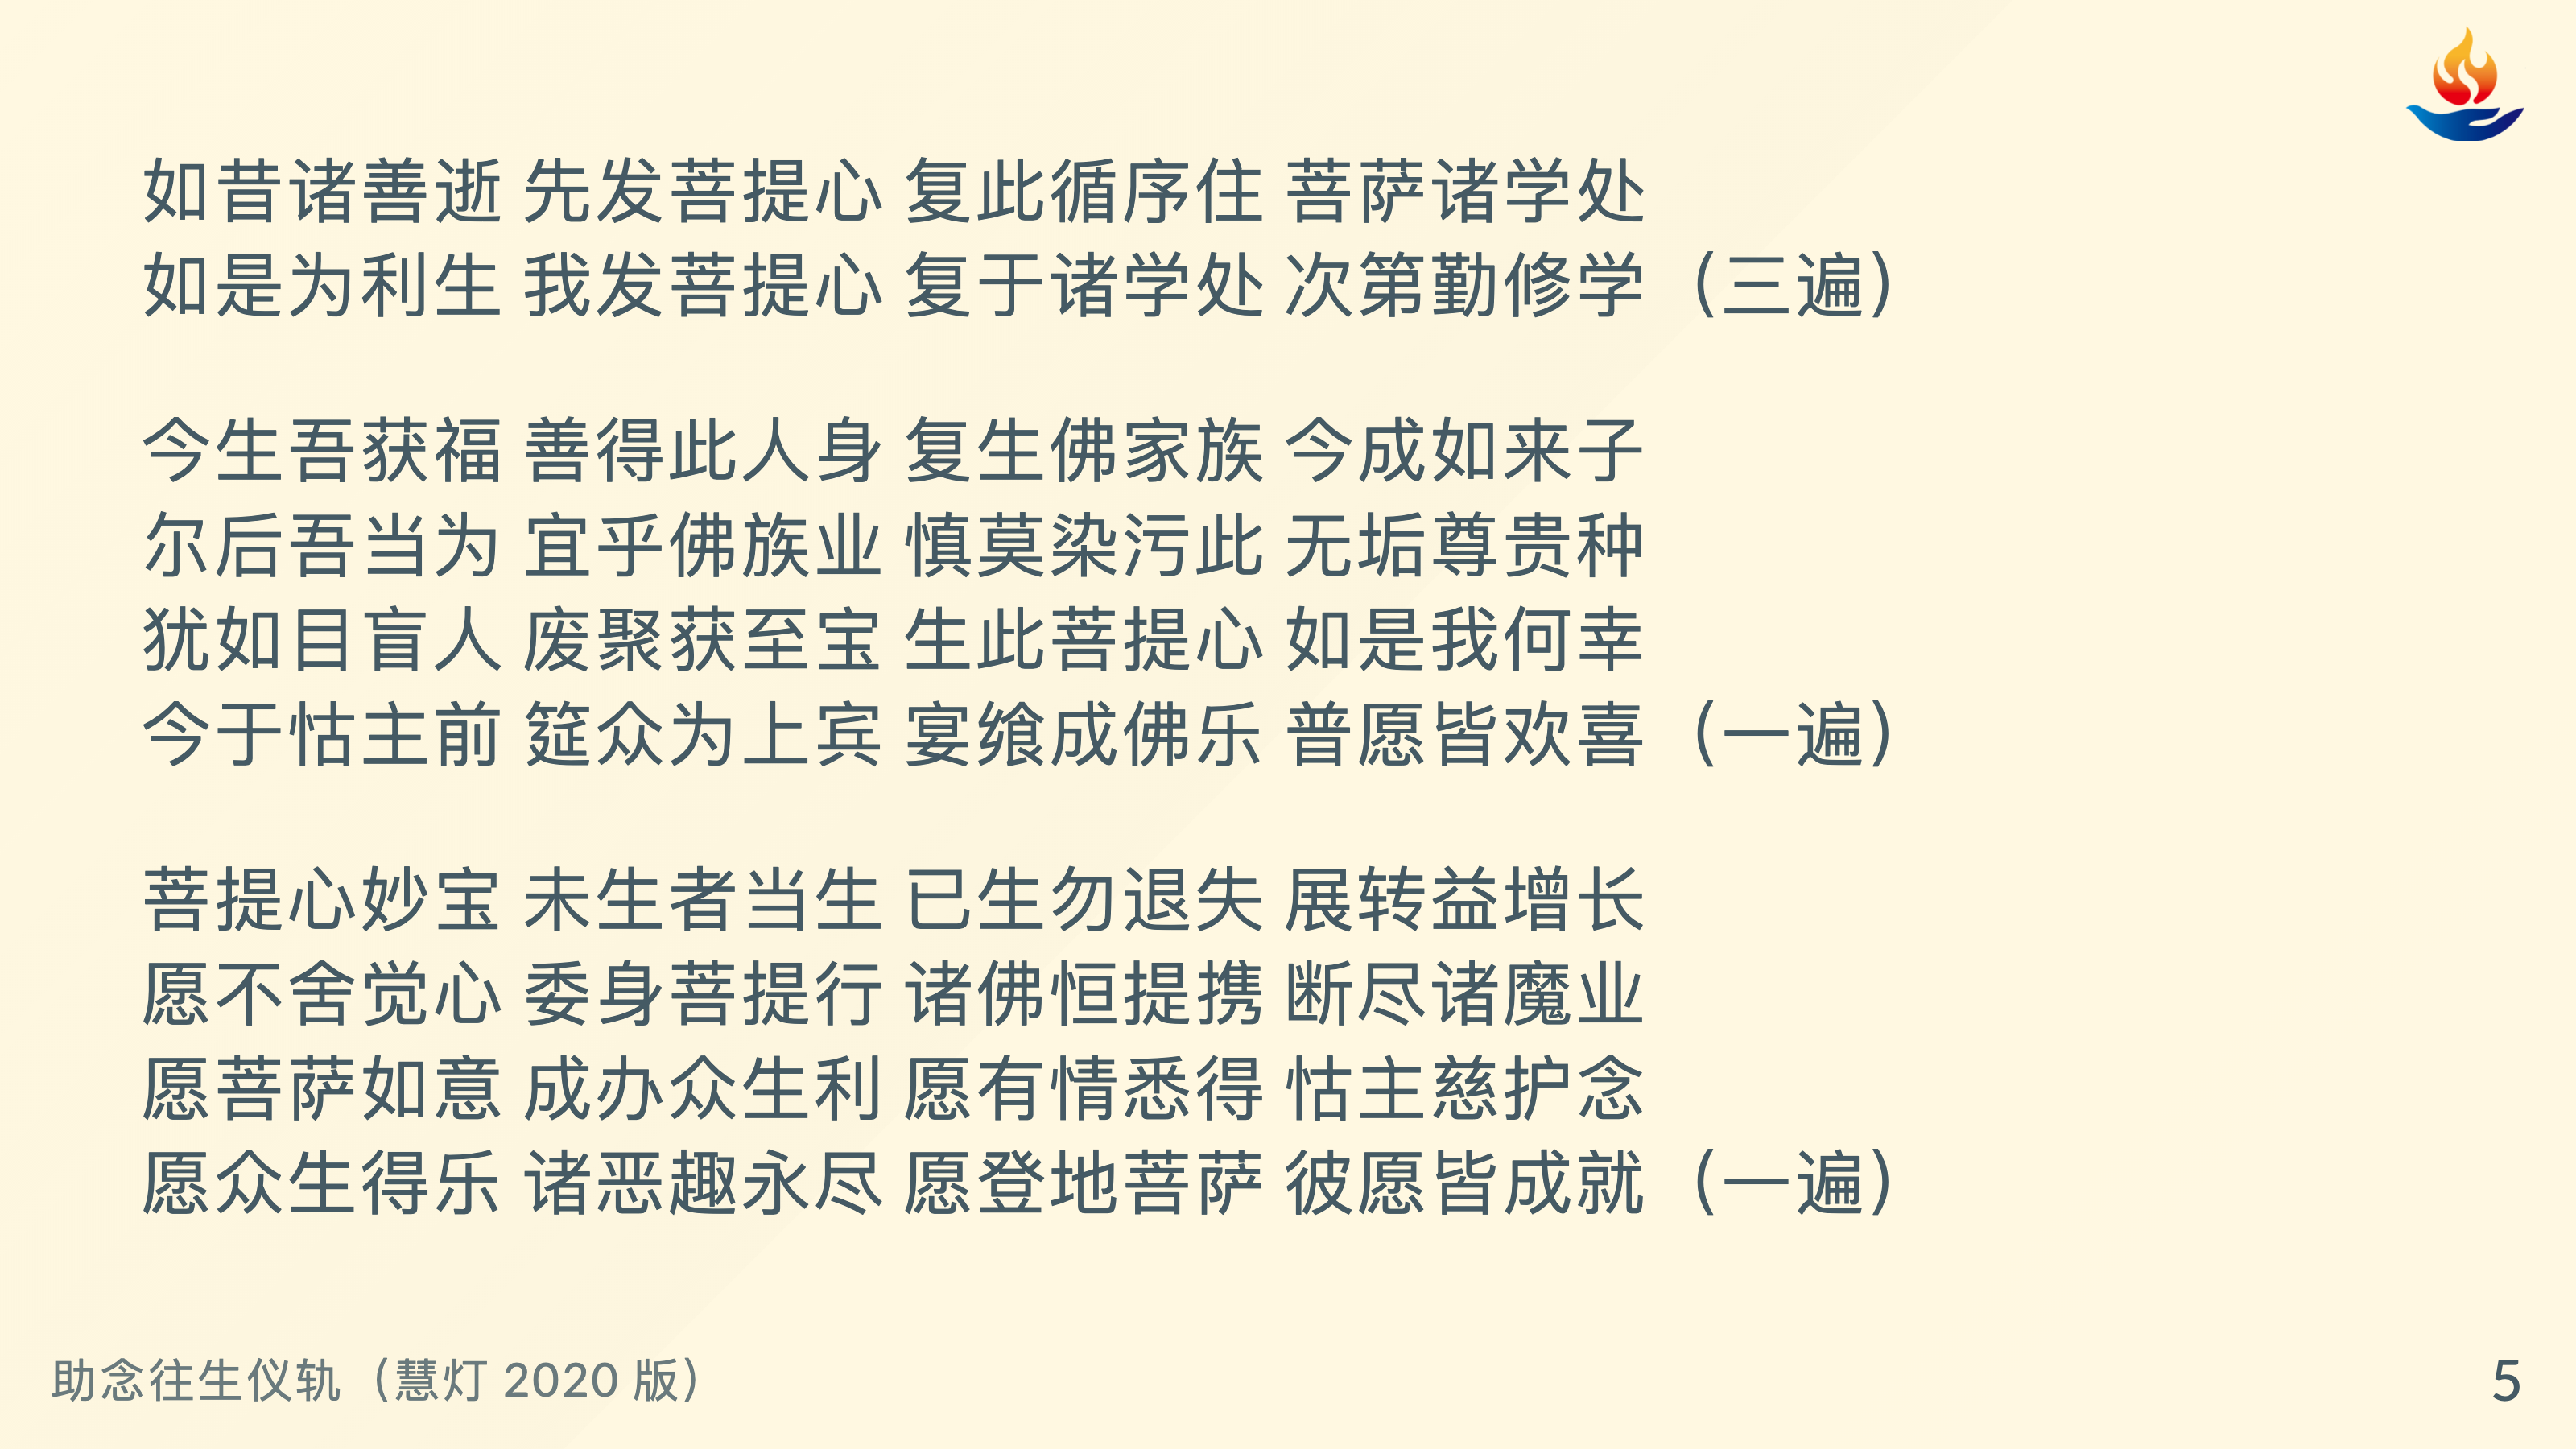 如昔诸善逝 先发菩提心 复此循序住 菩萨诸学处
如是为利生 我发菩提心 复于诸学处 次第勤修学（三遍）
今生吾获福 善得此人身 复生佛家族 今成如来子
尔后吾当为 宜乎佛族业 慎莫染污此 无垢尊贵种
犹如目盲人 废聚获至宝 生此菩提心 如是我何幸
今于怙主前 筵众为上宾 宴飨成佛乐 普愿皆欢喜（一遍）
菩提心妙宝 未生者当生 已生勿退失 展转益增长
愿不舍觉心 委身菩提行 诸佛恒提携 断尽诸魔业
愿菩萨如意 成办众生利 愿有情悉得 怙主慈护念
愿众生得乐 诸恶趣永尽 愿登地菩萨 彼愿皆成就（一遍）
助念往生仪轨（慧灯 2020 版）
5